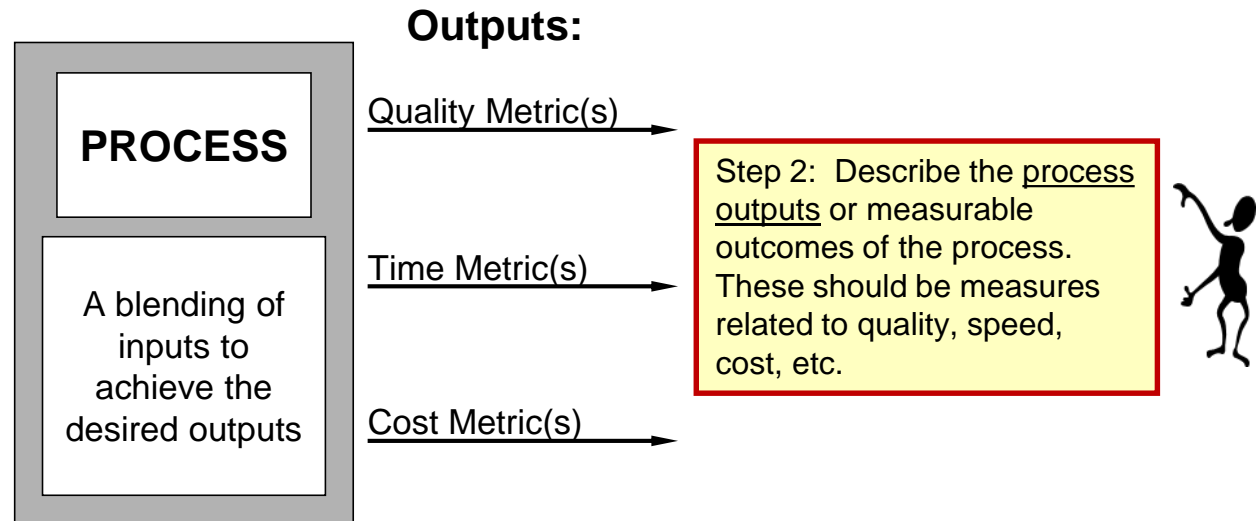 Outputs:
PROCESS
A blending of
inputs to
achieve the
desired outputs
Quality Metric(s)
Time Metric(s)
Cost Metric(s)
Step 2:  Describe the process
outputs or measurable
outcomes of the process.
These should be measures
related to quality, speed,
cost, etc.